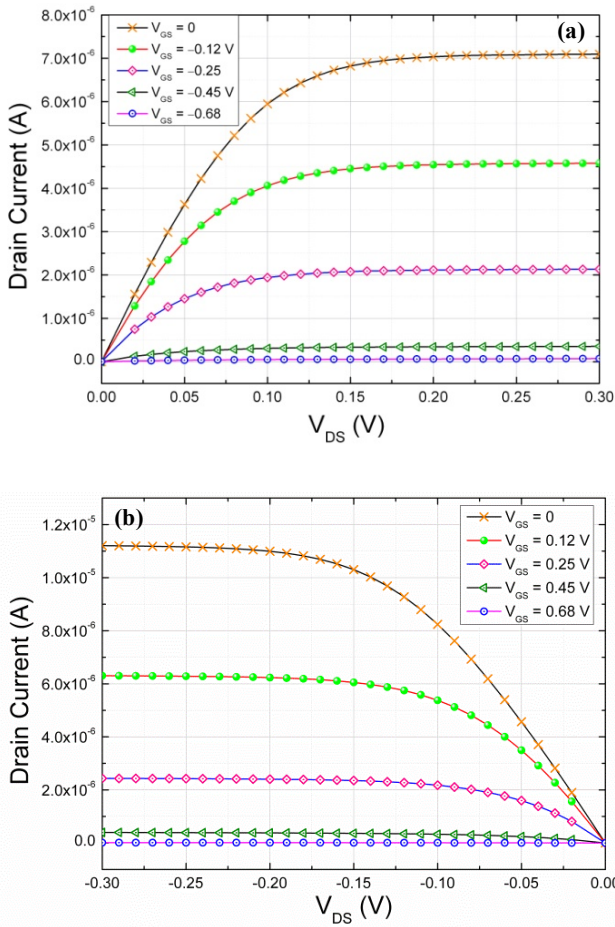 (a)
V_GS = 0
V_GS = −0.12 V
V_GS = −0.25
V_GS = −0.45 V
V_GS = −0.68
8.0x10⁻⁶
7.0x10⁻⁶
6.0x10⁻⁶
5.0x10⁻⁶
4.0x10⁻⁶
3.0x10⁻⁶
2.0x10⁻⁶
1.0x10⁻⁶
0.0
Drain Current (A)
0.00 0.05 0.10 0.15 0.20 0.25 0.30
V_DS (V)
(b)
V_GS = 0
V_GS = 0.12 V
V_GS = 0.25 V
V_GS = 0.45 V
V_GS = 0.68 V
1.2x10⁻⁵
1.0x10⁻⁵
8.0x10⁻⁶
6.0x10⁻⁶
4.0x10⁻⁶
2.0x10⁻⁶
0.0
Drain Current (A)
-0.30 -0.25 -0.20 -0.15 -0.10 -0.05 0.00
V_DS (V)